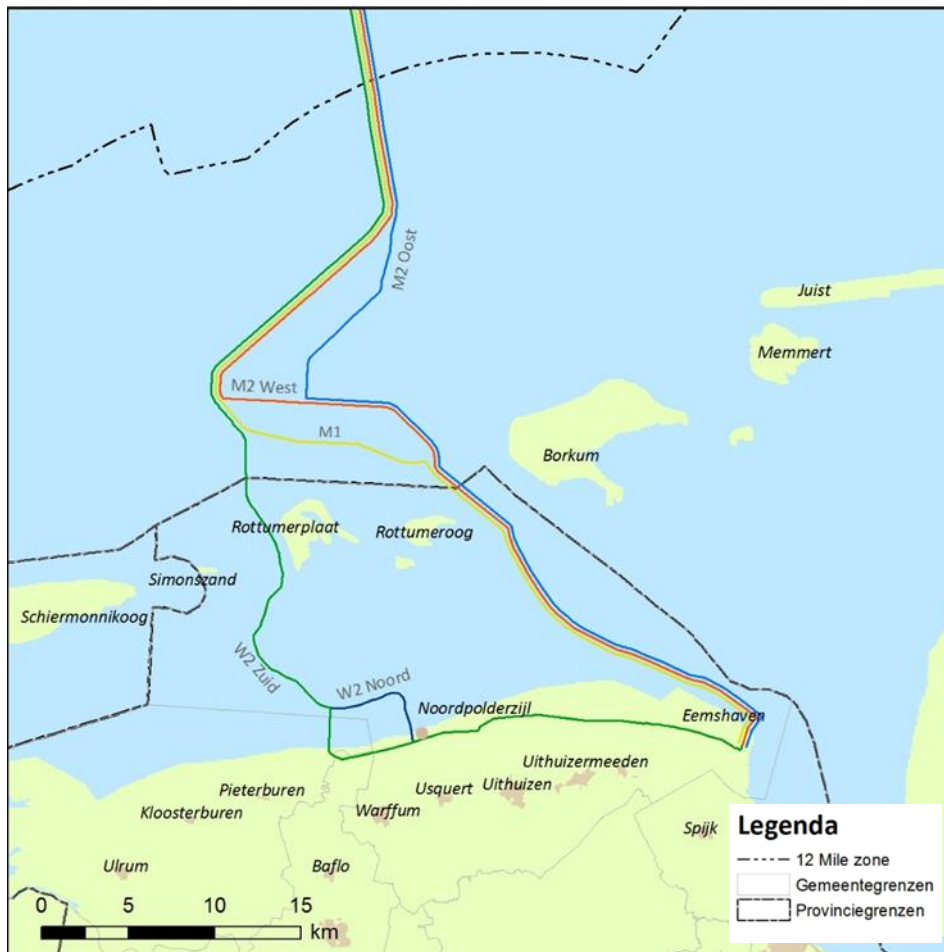 M2 Oost
Juist
Memmert
M2 West
M1
Borkum
Rottumerplaat
Rottumeroog
Simonszand
Schiermonnikoog
W2 Zuid
W2 Noord
Noordpolderzijl
Eemshaven
Uithuizermeeden
Pieterburen
Usquert
Uithuizen
Kloosterburen
Warffum
Spijk
Ulrum
Baflo
Legenda
12 Mile zone
Gemeentegrenzen
Provinciegrenzen
0 5 10 15
km